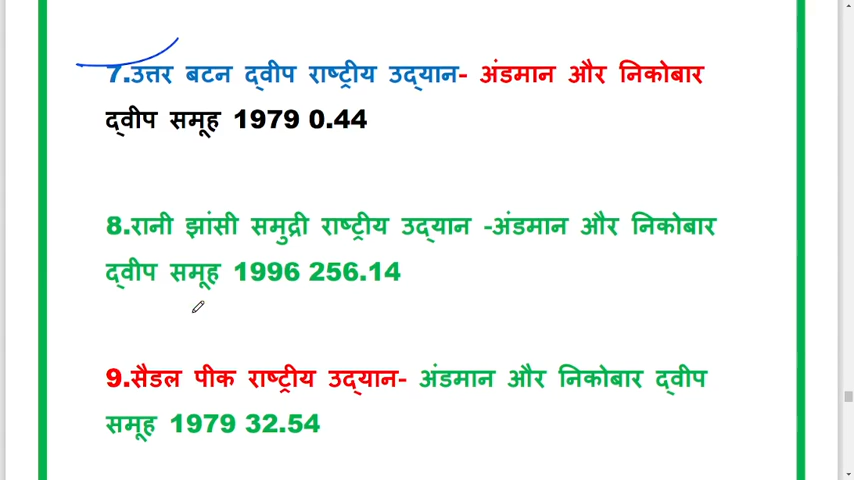 7.उत्तर बटन द्वीप राष्ट्रीय उद्यान- अंडमान और निकोबार
द्वीप समूह 1979 0.44
8.रानी झांसी समुद्री राष्ट्रीय उद्यान -अंडमान और निकोबार
द्वीप समूह 1996 256.14
9.सैडल पीक राष्ट्रीय उद्यान- अंडमान और निकोबार द्वीप
समूह 1979 32.54